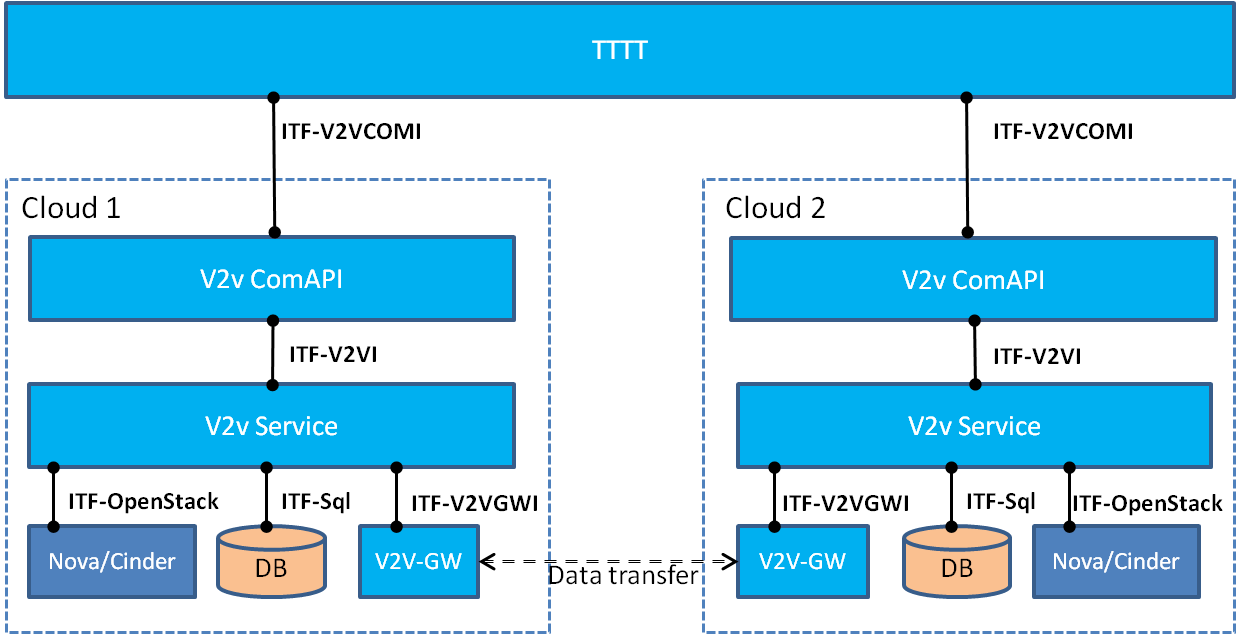 TTTT
ITF-V2VCOMI
ITF-V2VCOMI
Cloud 1
Cloud 2
V2v ComAPI
V2v ComAPI
ITF-V2VI
ITF-V2VI
V2v Service
V2v Service
ITF-OpenStack
ITF-Sql
ITF-V2VGWI
ITF-V2VGWI
ITF-Sql
ITF-OpenStack
Nova/Cinder
DB
V2V-GW
Data transfer
V2V-GW
DB
Nova/Cinder